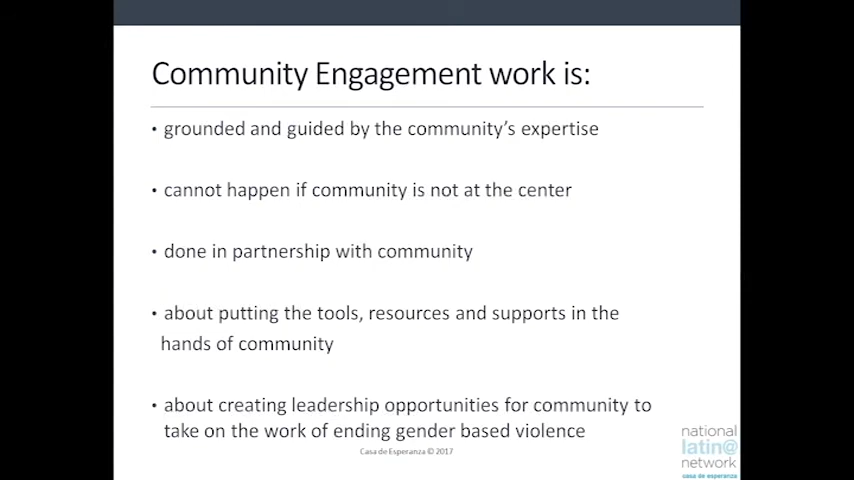 Community Engagement work is:
• grounded and guided by the community's expertise
• cannot happen if community is not at the center
• done in partnership with community
• about putting the tools, resources and supports in the
hands of community
• about creating leadership opportunities for community to
take on the work of ending gender based violence
Casa de Esperanza © 2017
national
latin@
network
casa de esperanza